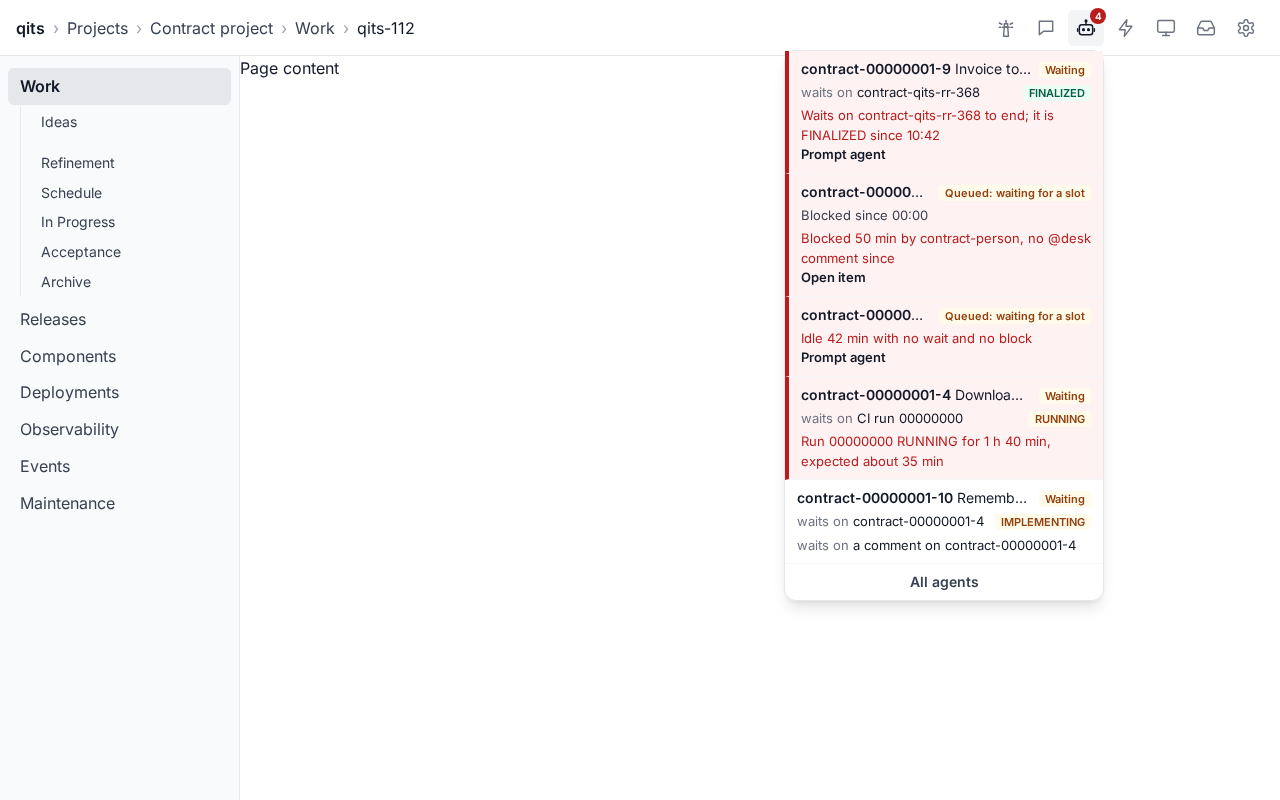 qits › Projects › Contract project › Work › qits-112
4
Work
Ideas
Refinement
Schedule
In Progress
Acceptance
Archive
Releases
Components
Deployments
Observability
Events
Maintenance
Page content
contract-00000001-9 Invoice to... Waiting
waits on contract-qits-rr-368 FINALIZED
Waits on contract-qits-rr-368 to end; it is
FINALIZED since 10:42
Prompt agent
contract-00000... Queued: waiting for a slot
Blocked since 00:00
Blocked 50 min by contract-person, no @desk
comment since
Open item
contract-00000... Queued: waiting for a slot
Idle 42 min with no wait and no block
Prompt agent
contract-00000001-4 Downloa... Waiting
waits on CI run 00000000 RUNNING
Run 00000000 RUNNING for 1 h 40 min,
expected about 35 min
contract-00000001-10 Rememb... Waiting
waits on contract-00000001-4 IMPLEMENTING
waits on a comment on contract-00000001-4
All agents